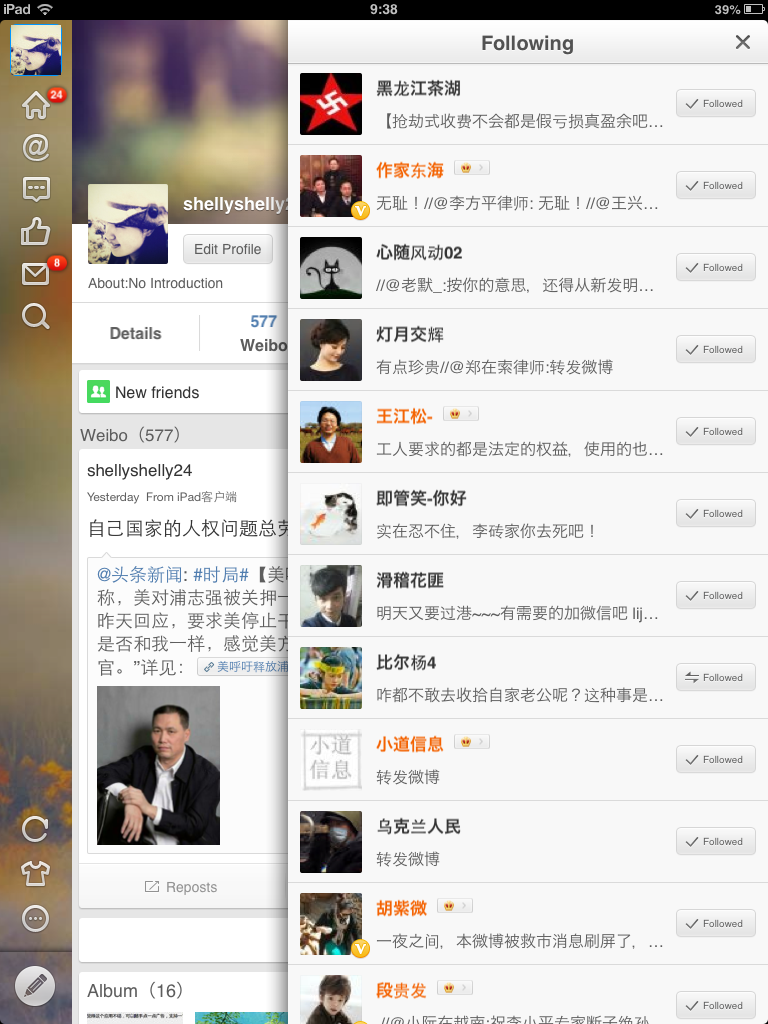 iPad
9:38
39%
24
8
shellyshelly2
Edit Profile
About:No Introduction
Details
577
Weibo
New friends
Weibo（577）
shellyshelly24
Yesterday From iPad客户端
自己国家的人权问题总
@头条新闻: #时局#【美
称，美对浦志强被关押一
昨天回应，要求美停止干
是否和我一样，感觉美方
官。”详见：
美呼吁释放浦
Reposts
Album（16）
Following
黑龙江茶湖
【抢劫式收费不会都是假亏损真盈余吧…
Followed
作家东海
无耻！//@李方平律师: 无耻！//@王兴…
Followed
心随风动02
//@老默_:按你的意思，还得从新发明…
Followed
灯月交辉
有点珍贵//@郑在索律师:转发微博
Followed
王江松-
工人要求的都是法定的权益，使用的也…
Followed
即管笑-你好
实在忍不住，李砖家你去死吧！
Followed
滑稽花匪
明天又要过港~~~有需要的加微信吧 lij…
Followed
比尔杨4
咋都不敢去收拾自家老公呢？这种事是…
Followed
小道信息
小道信息
转发微博
Followed
乌克兰人民
转发微博
Followed
胡紫微
一夜之间，本微博被救市消息刷屏了，…
Followed
段贵发
//@小阮在越南:祝李小平专家断子绝孙
Followed